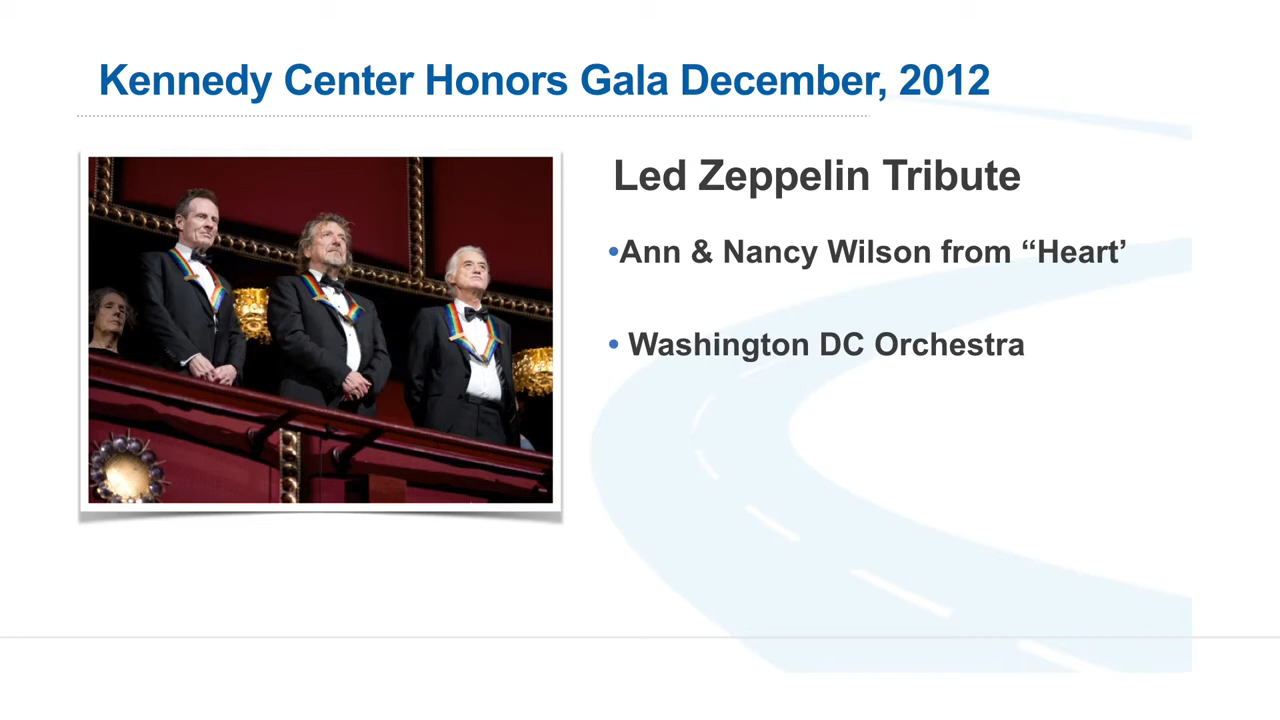 Kennedy Center Honors Gala December, 2012
Led Zeppelin Tribute
•Ann & Nancy Wilson from “Heart’
• Washington DC Orchestra